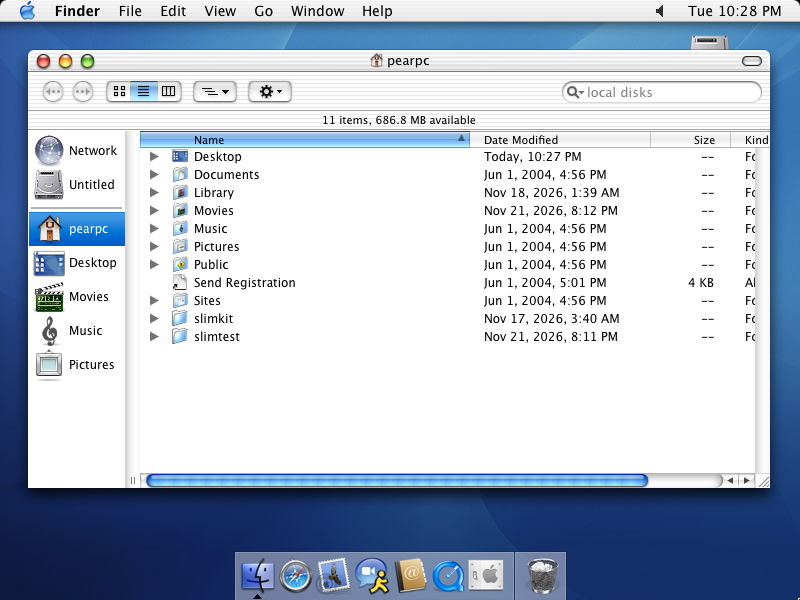 Finder File Edit View Go Window Help Tue 10:28 PM
pearpc
local disks
11 items, 686.8 MB available
Name Date Modified Size Kind
Network
Untitled
pearpc
Desktop
Movies
Music
Pictures
Desktop Today, 10:27 PM --
Documents Jun 1, 2004, 4:56 PM --
Library Nov 18, 2026, 1:39 AM --
Movies Nov 21, 2026, 8:12 PM --
Music Jun 1, 2004, 4:56 PM --
Pictures Jun 1, 2004, 4:56 PM --
Public Jun 1, 2004, 4:56 PM --
Send Registration Jun 1, 2004, 5:01 PM 4 KB
Sites Jun 1, 2004, 4:56 PM --
slimkit Nov 17, 2026, 3:40 AM --
slimtest Nov 21, 2026, 8:11 PM --